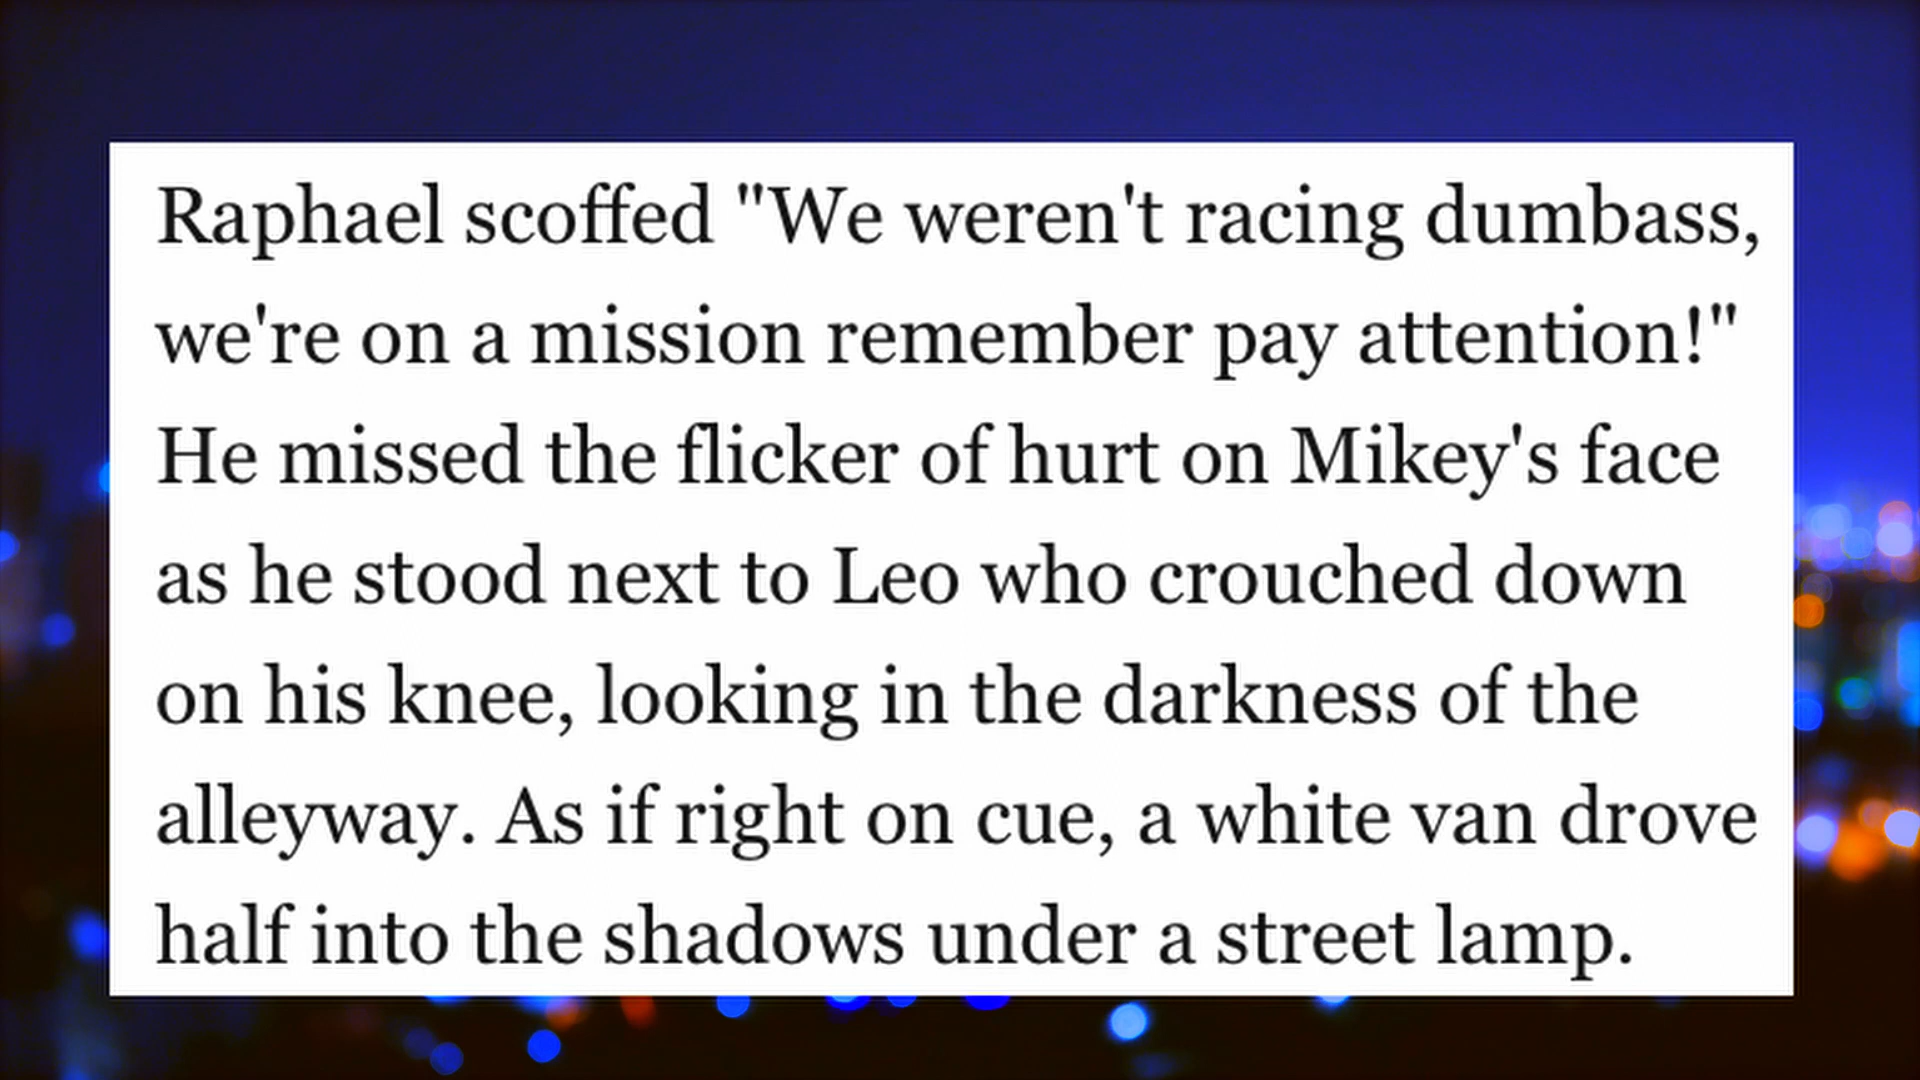 Raphael scoffed "We weren't racing dumbass,
we're on a mission remember pay attention!"
He missed the flicker of hurt on Mikey's face
as he stood next to Leo who crouched down
on his knee, looking in the darkness of the
alleyway. As if right on cue, a white van drove
half into the shadows under a street lamp.